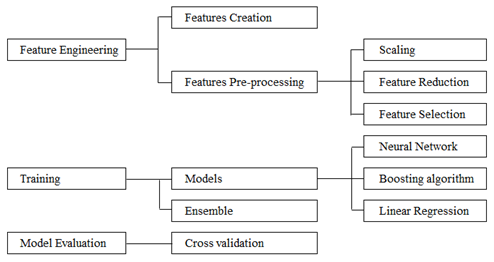 Features Creation
Feature Engineering
Scaling
Features Pre-processing
Feature Reduction
Feature Selection
Neural Network
Training
Models
Boosting algorithm
Ensemble
Linear Regression
Model Evaluation
Cross validation